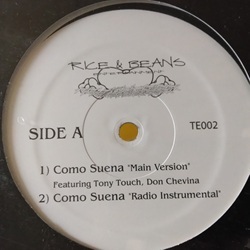 RICE & BEANS
SIDE A
TE002
1) Como Suena 'Main Version'
Featuring Tony Touch, Don Chevina
2) Como Suena 'Radio Instrumental'